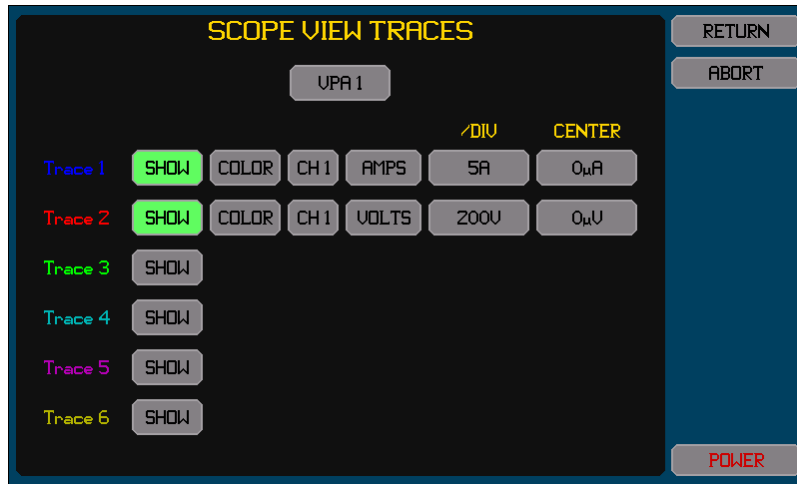 SCOPE VIEW TRACES
RETURN
ABORT
VPA 1
/DIV CENTER
Trace 1 SHOW COLOR CH 1 AMPS 5A 0µA
Trace 2 SHOW COLOR CH 1 VOLTS 200V 0µV
Trace 3 SHOW
Trace 4 SHOW
Trace 5 SHOW
Trace 6 SHOW
POWER